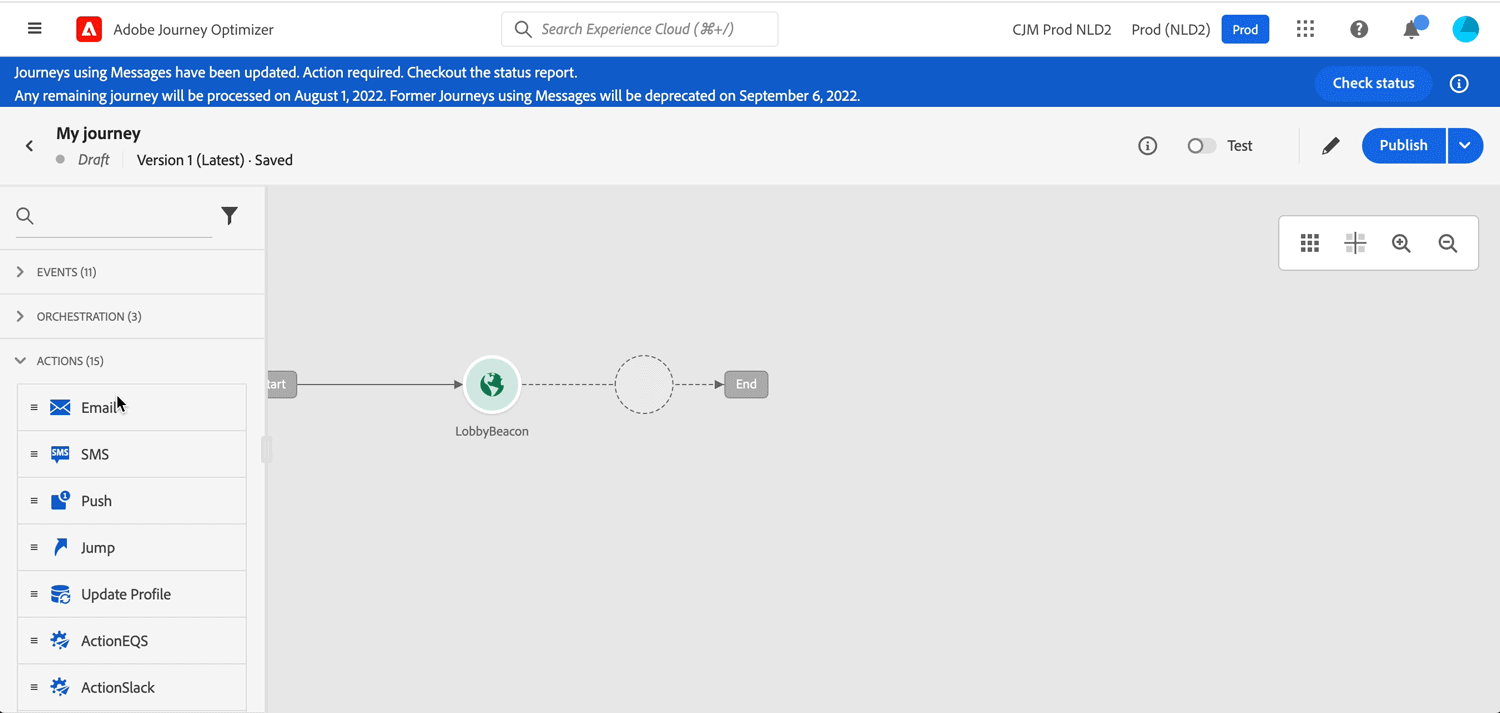 Adobe Journey Optimizer
Search Experience Cloud (⌘+/)
CJM Prod NLD2
Prod (NLD2)
Prod
Journeys using Messages have been updated. Action required. Checkout the status report.
Any remaining journey will be processed on August 1, 2022. Former Journeys using Messages will be deprecated on September 6, 2022.
Check status
My journey
Draft
Version 1 (Latest) · Saved
Test
Publish
EVENTS (11)
ORCHESTRATION (3)
ACTIONS (15)
Email
SMS SMS
1 Push
Jump
Update Profile
ActionEQS
ActionSlack
tart
LobbyBeacon
End